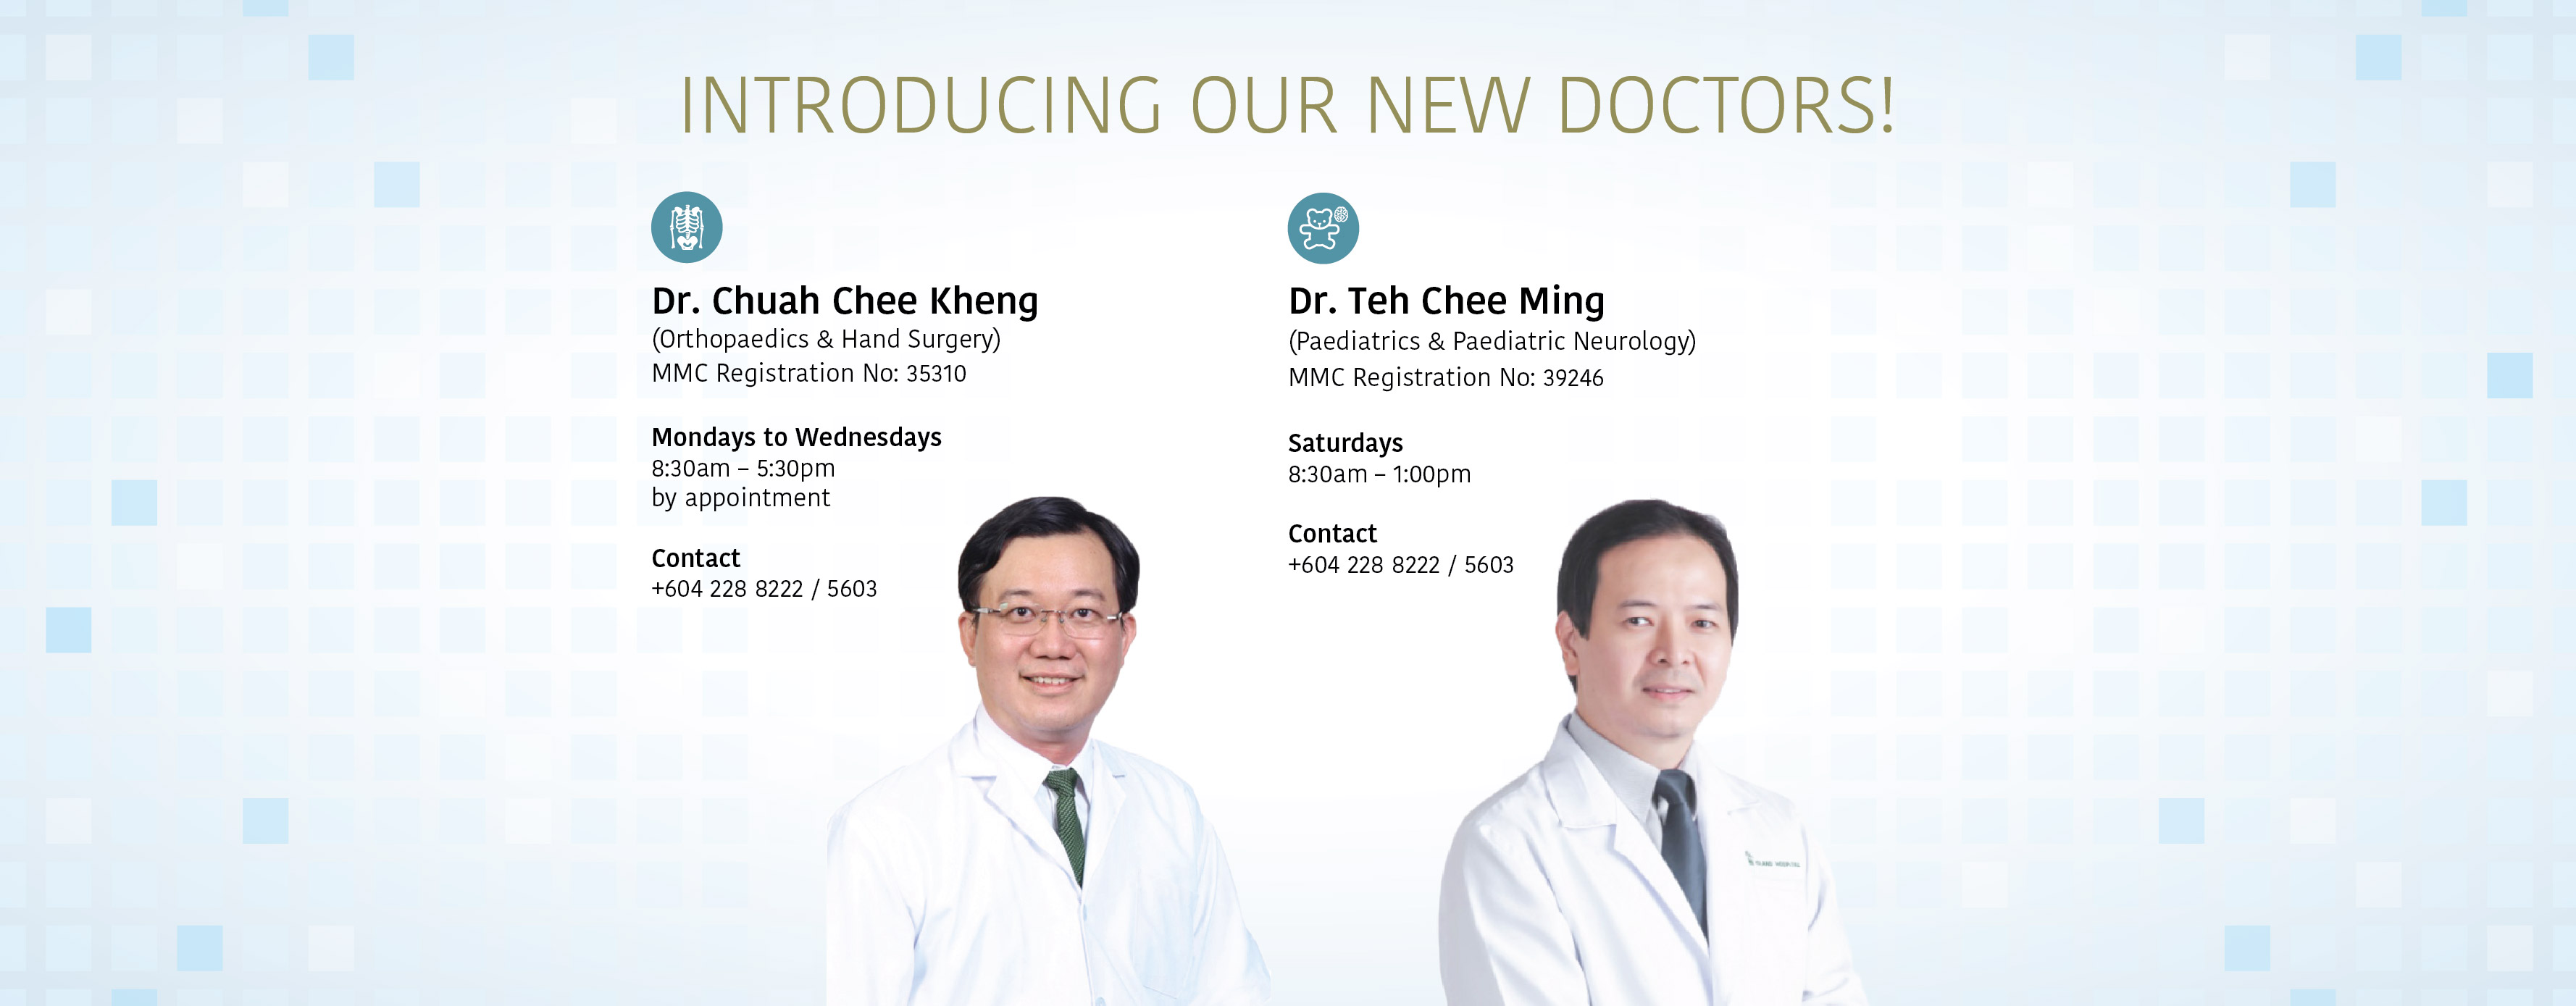 INTRODUCING OUR NEW DOCTORS!
Dr. Chuah Chee Kheng
(Orthopaedics & Hand Surgery)
MMC Registration No: 35310
Mondays to Wednesdays
8:30am – 5:30pm
by appointment
Contact
+604 228 8222 / 5603
Dr. Teh Chee Ming
(Paediatrics & Paediatric Neurology)
MMC Registration No: 39246
Saturdays
8:30am – 1:00pm
Contact
+604 228 8222 / 5603